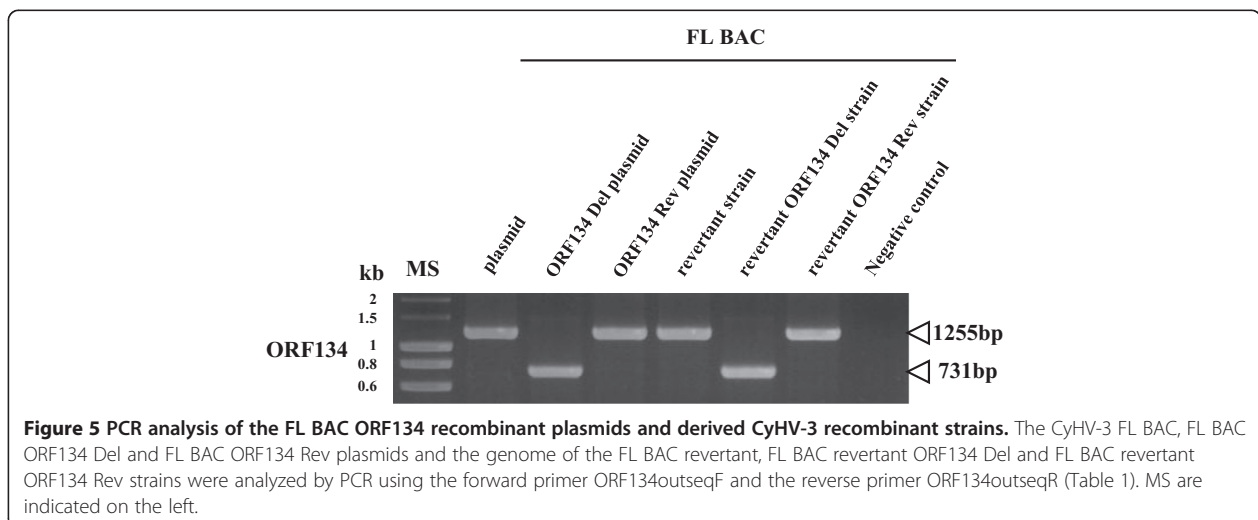 FL BAC
plasmid
ORF134 Del plasmid
ORF134 Rev plasmid
revertant strain
revertant ORF134 Del strain
revertant ORF134 Rev strain
Negative control
kb MS
2
1.5
1
0.8
0.6
ORF134
1255bp
731bp
Figure 5 PCR analysis of the FL BAC ORF134 recombinant plasmids and derived CyHV-3 recombinant strains. The CyHV-3 FL BAC, FL BAC
ORF134 Del and FL BAC ORF134 Rev plasmids and the genome of the FL BAC revertant, FL BAC revertant ORF134 Del and FL BAC revertant
ORF134 Rev strains were analyzed by PCR using the forward primer ORF134outseqF and the reverse primer ORF134outseqR (Table 1). MS are
indicated on the left.